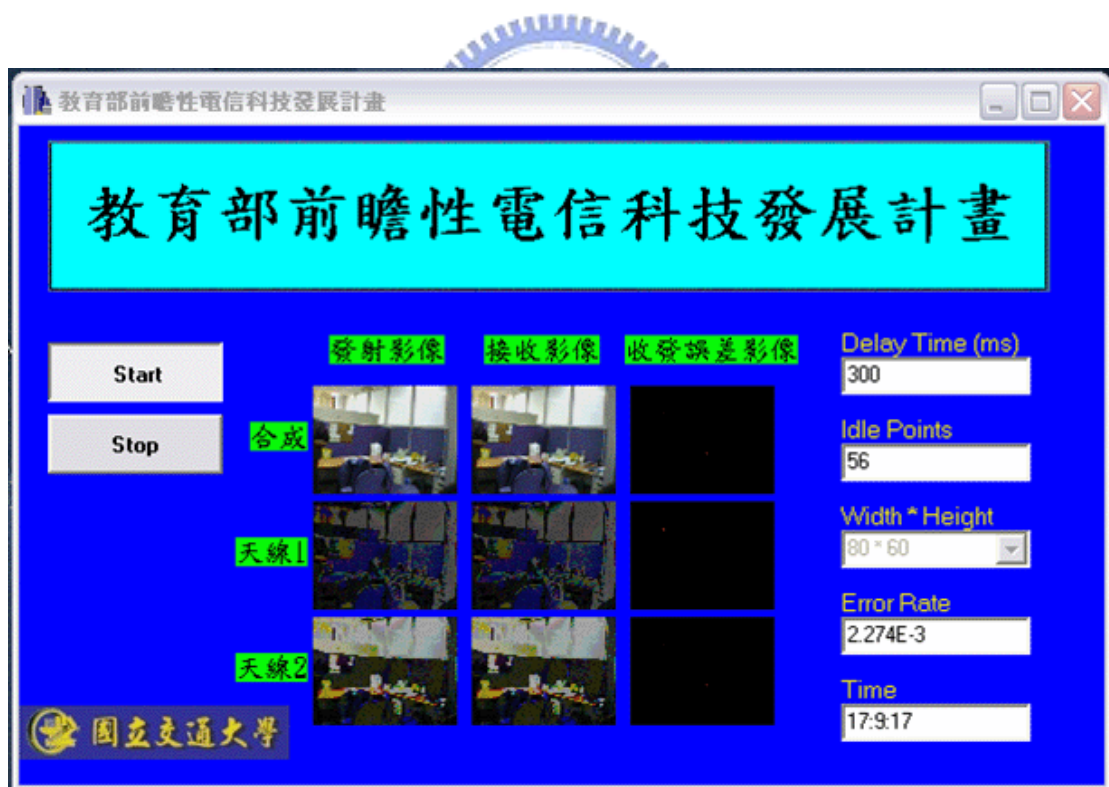 教育部前瞻性電信科技發展計畫
教育部前瞻性電信科技發展計畫
Start
Stop
發射影像 接收影像 收發誤差影像
合成
天線1
天線2
Delay Time (ms)
300
Idle Points
56
Width * Height
80 * 60
Error Rate
2.274E-3
Time
17:9:17
國立交通大學